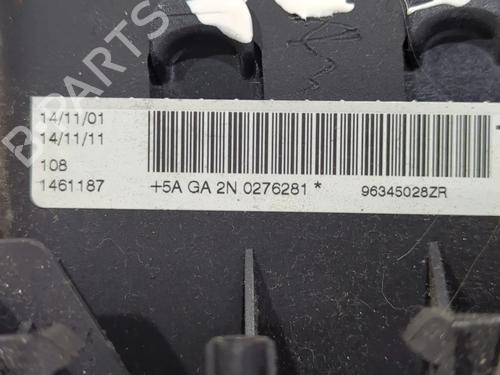 B-PARTS
14/11/01
14/11/11
108
1461187
+5A GA 2N 0276281 *
96345028ZR